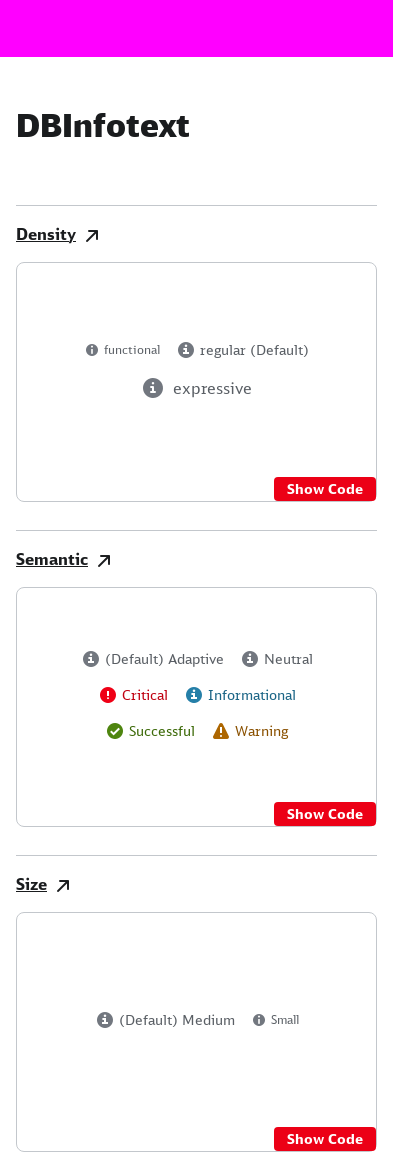 DBInfotext
Density
functional regular (Default)
expressive
Show Code
Semantic
(Default) Adaptive Neutral
Critical Informational
Successful Warning
Show Code
Size
(Default) Medium Small
Show Code